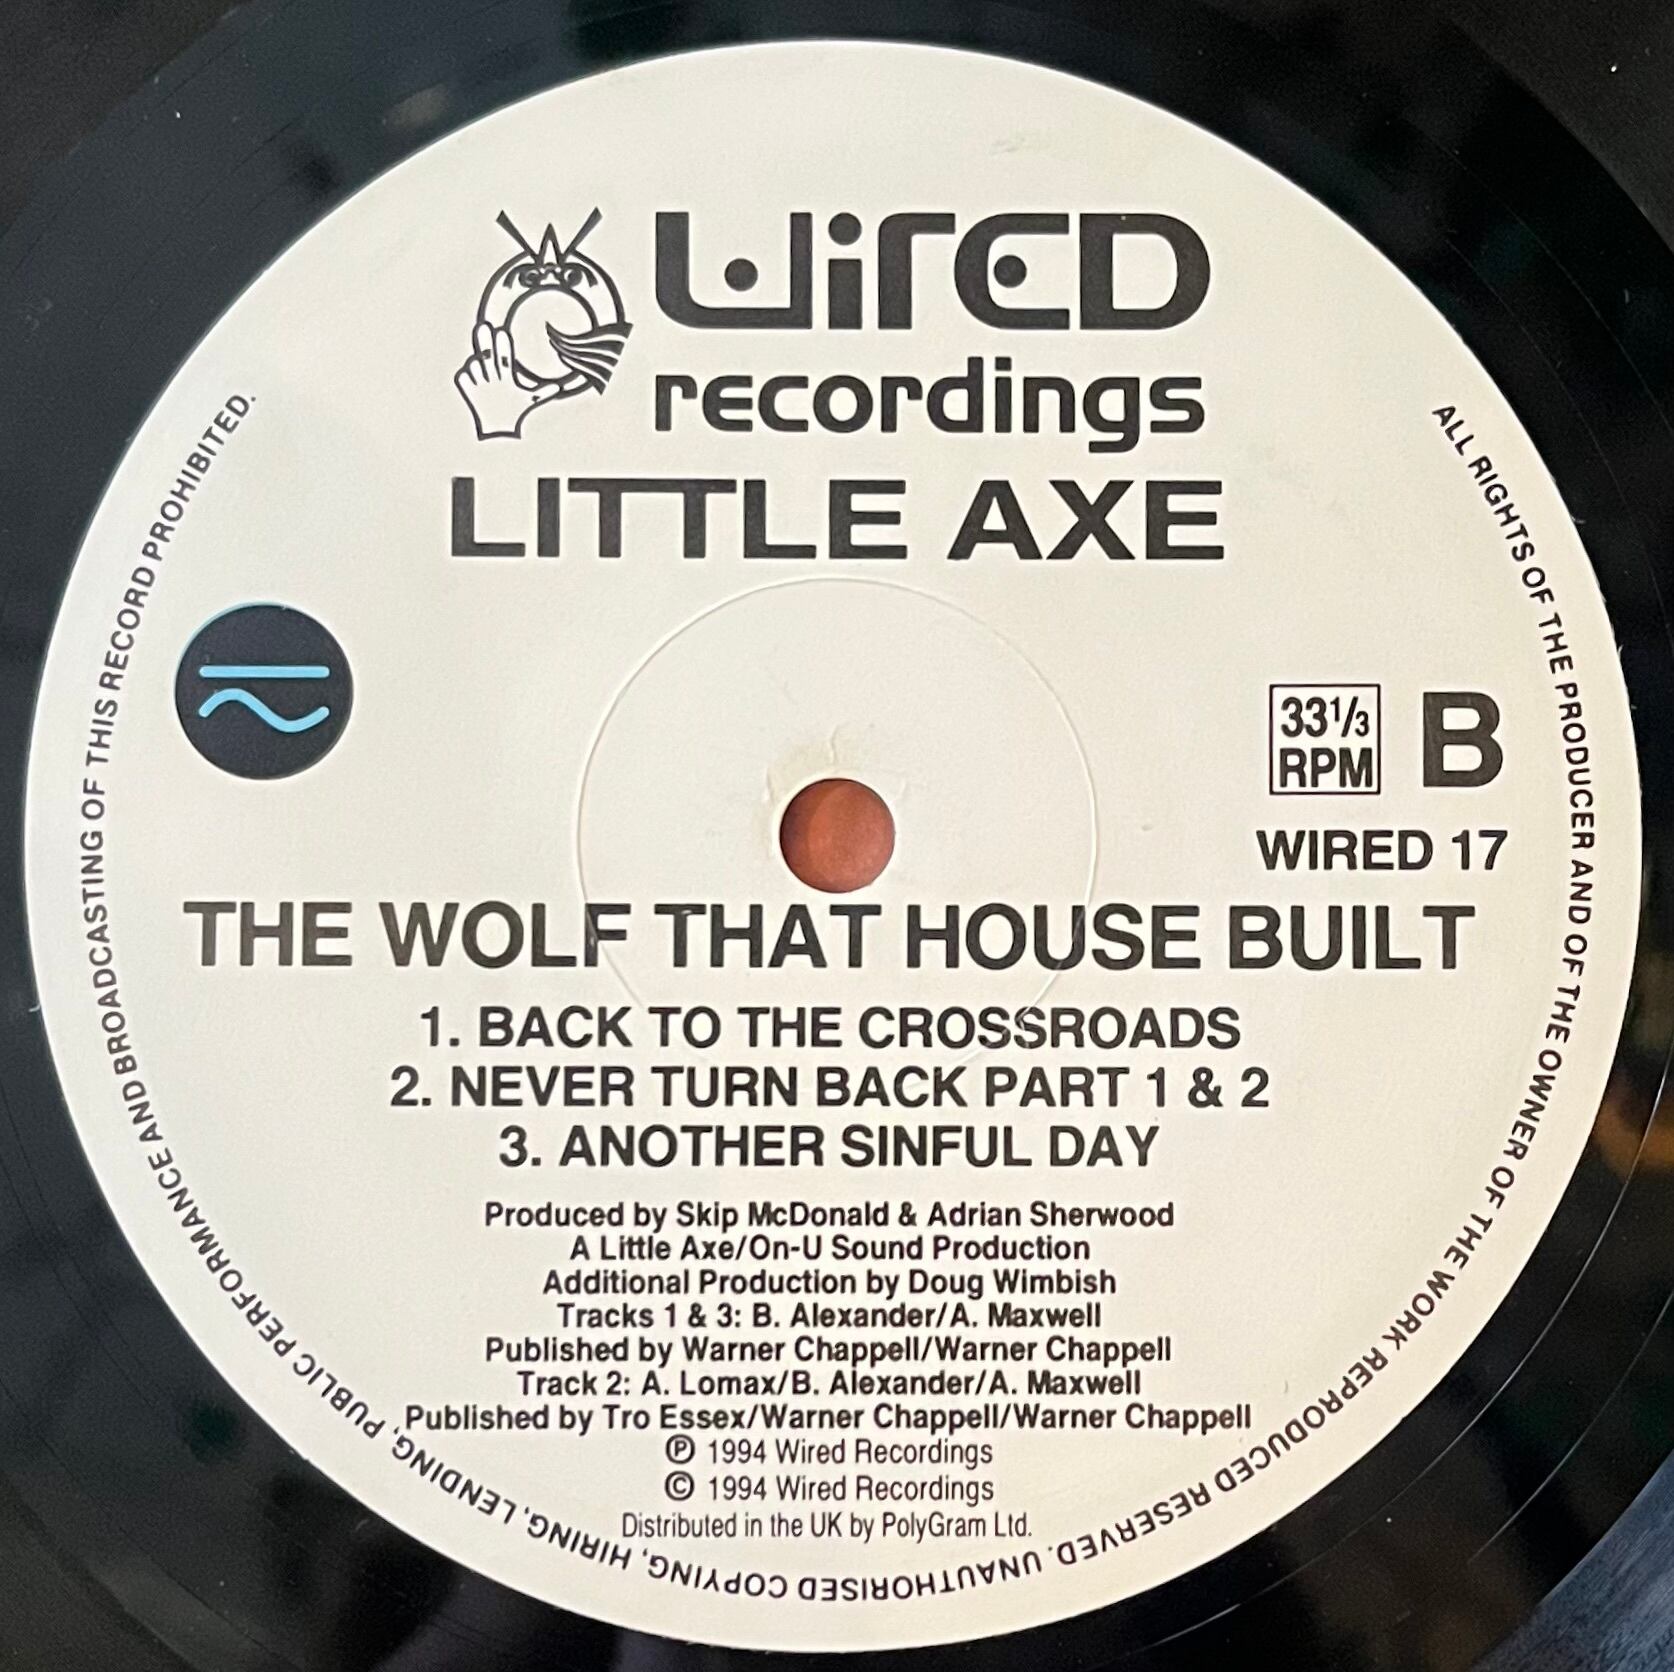 WIRED
recordings
LITTLE AXE
33⅓
RPM
B
WIRED 17
THE WOLF THAT HOUSE BUILT
1. BACK TO THE CROSSROADS
2. NEVER TURN BACK PART 1 & 2
3. ANOTHER SINFUL DAY
Produced by Skip McDonald & Adrian Sherwood
A Little Axe/On-U Sound Production
Additional Production by Doug Wimbish
Tracks 1 & 3: B. Alexander/A. Maxwell
Published by Warner Chappell/Warner Chappell
Track 2: A. Lomax/B. Alexander/A. Maxwell
Published by Tro Essex/Warner Chappell/Warner Chappell
℗ 1994 Wired Recordings
© 1994 Wired Recordings
Distributed in the UK by PolyGram Ltd.
ALL RIGHTS OF THE PRODUCER AND OF THE OWNER OF THE WORK REPRODUCED RESERVED. UNAUTHORISED COPYING, HIRING, LENDING, PUBLIC PERFORMANCE AND BROADCASTING OF THIS RECORD PROHIBITED.